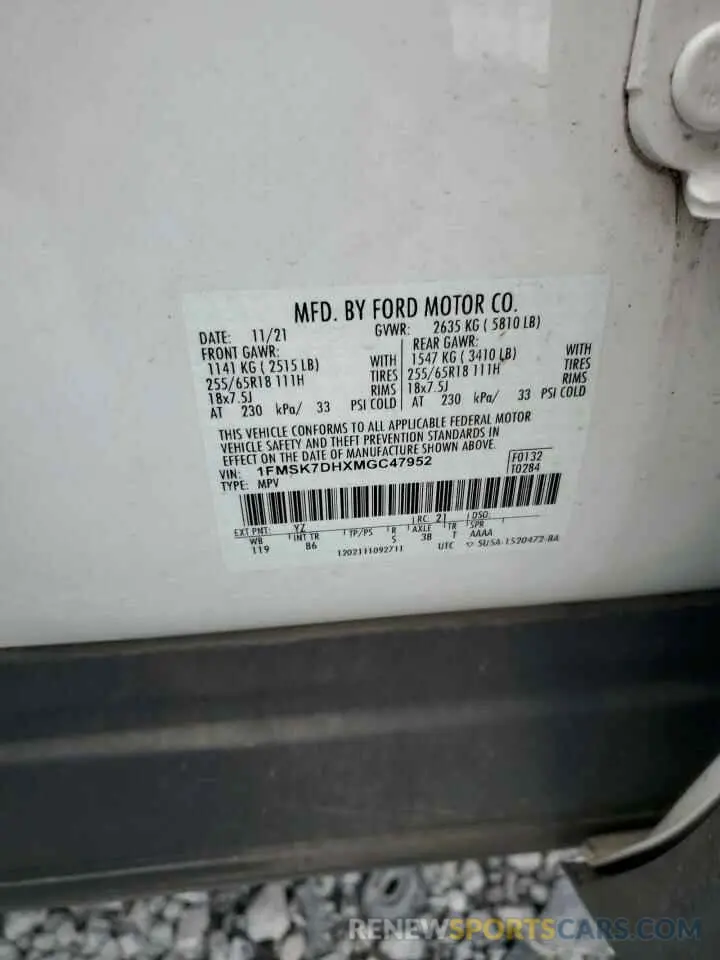 MFD. BY FORD MOTOR CO.
DATE: 11/21 GVWR: 2635 KG ( 5810 LB)
FRONT GAWR: REAR GAWR:
1141 KG ( 2515 LB) WITH 1547 KG ( 3410 LB) WITH
255/65R18 111H TIRES 255/65R18 111H TIRES
18x7.5J RIMS 18x7.5J RIMS
AT 230 kPa/ 33 PSI COLD AT 230 kPa/ 33 PSI COLD
THIS VEHICLE CONFORMS TO ALL APPLICABLE FEDERAL MOTOR
VEHICLE SAFETY AND THEFT PREVENTION STANDARDS IN
EFFECT ON THE DATE OF MANUFACTURE SHOWN ABOVE.
VIN: 1FMSK7DHXMGC47952 F0132
TYPE: MPV T0284
EXT PNT: YZ RC: 21 DSO:
WB INT TR TP/PS R AXLE TR SPR
119 86 S 3B T AAAA
1202111092711 UTC SU5A-1520472-BA
RENEWSPORTSCARS.COM